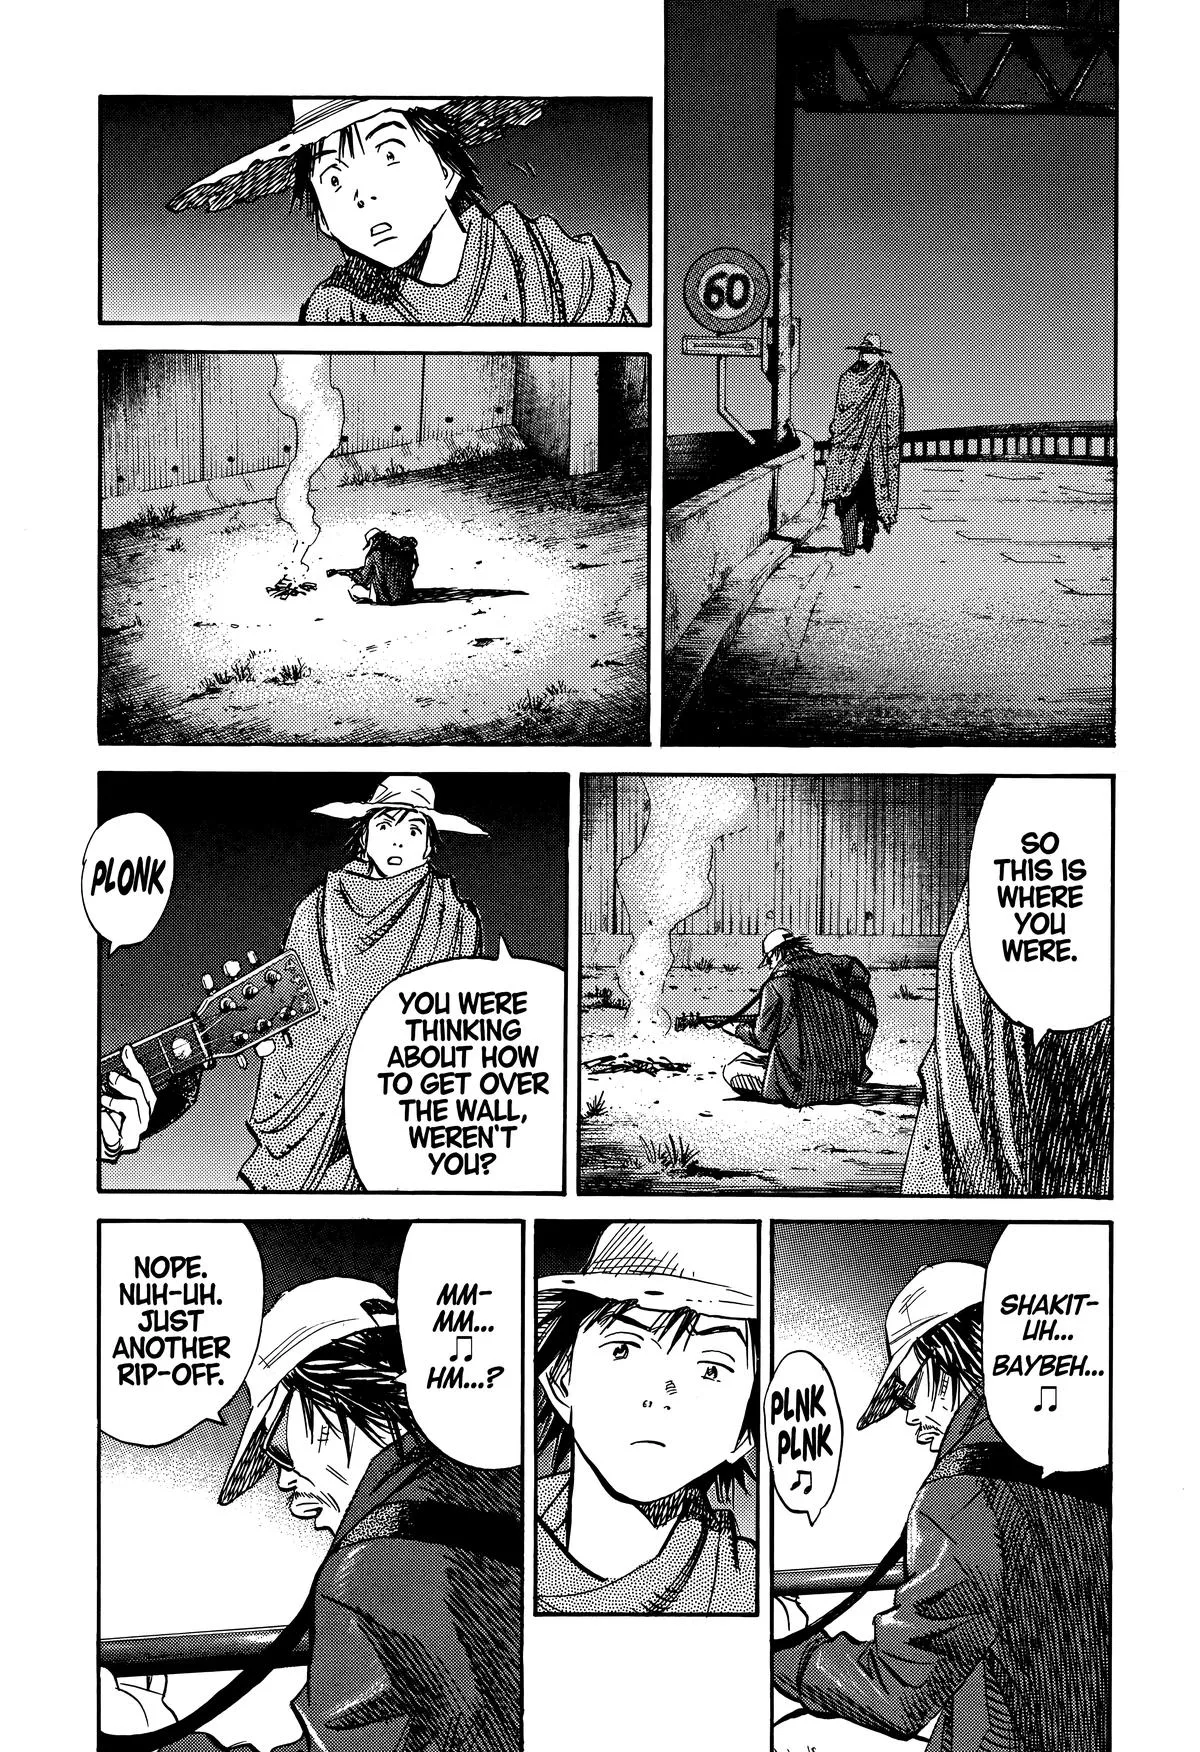 60
SO
THIS IS
WHERE
YOU
WERE.
PLONK
YOU WERE
THINKING
ABOUT HOW
TO GET OVER
THE WALL,
WEREN'T
YOU?
SHAKIT-
UH...
BAYBEH...
♫
PLNK
PLNK
♫
MM-
MM...
♫
HM...?
NOPE.
NUH-UH.
JUST
ANOTHER
RIP-OFF.